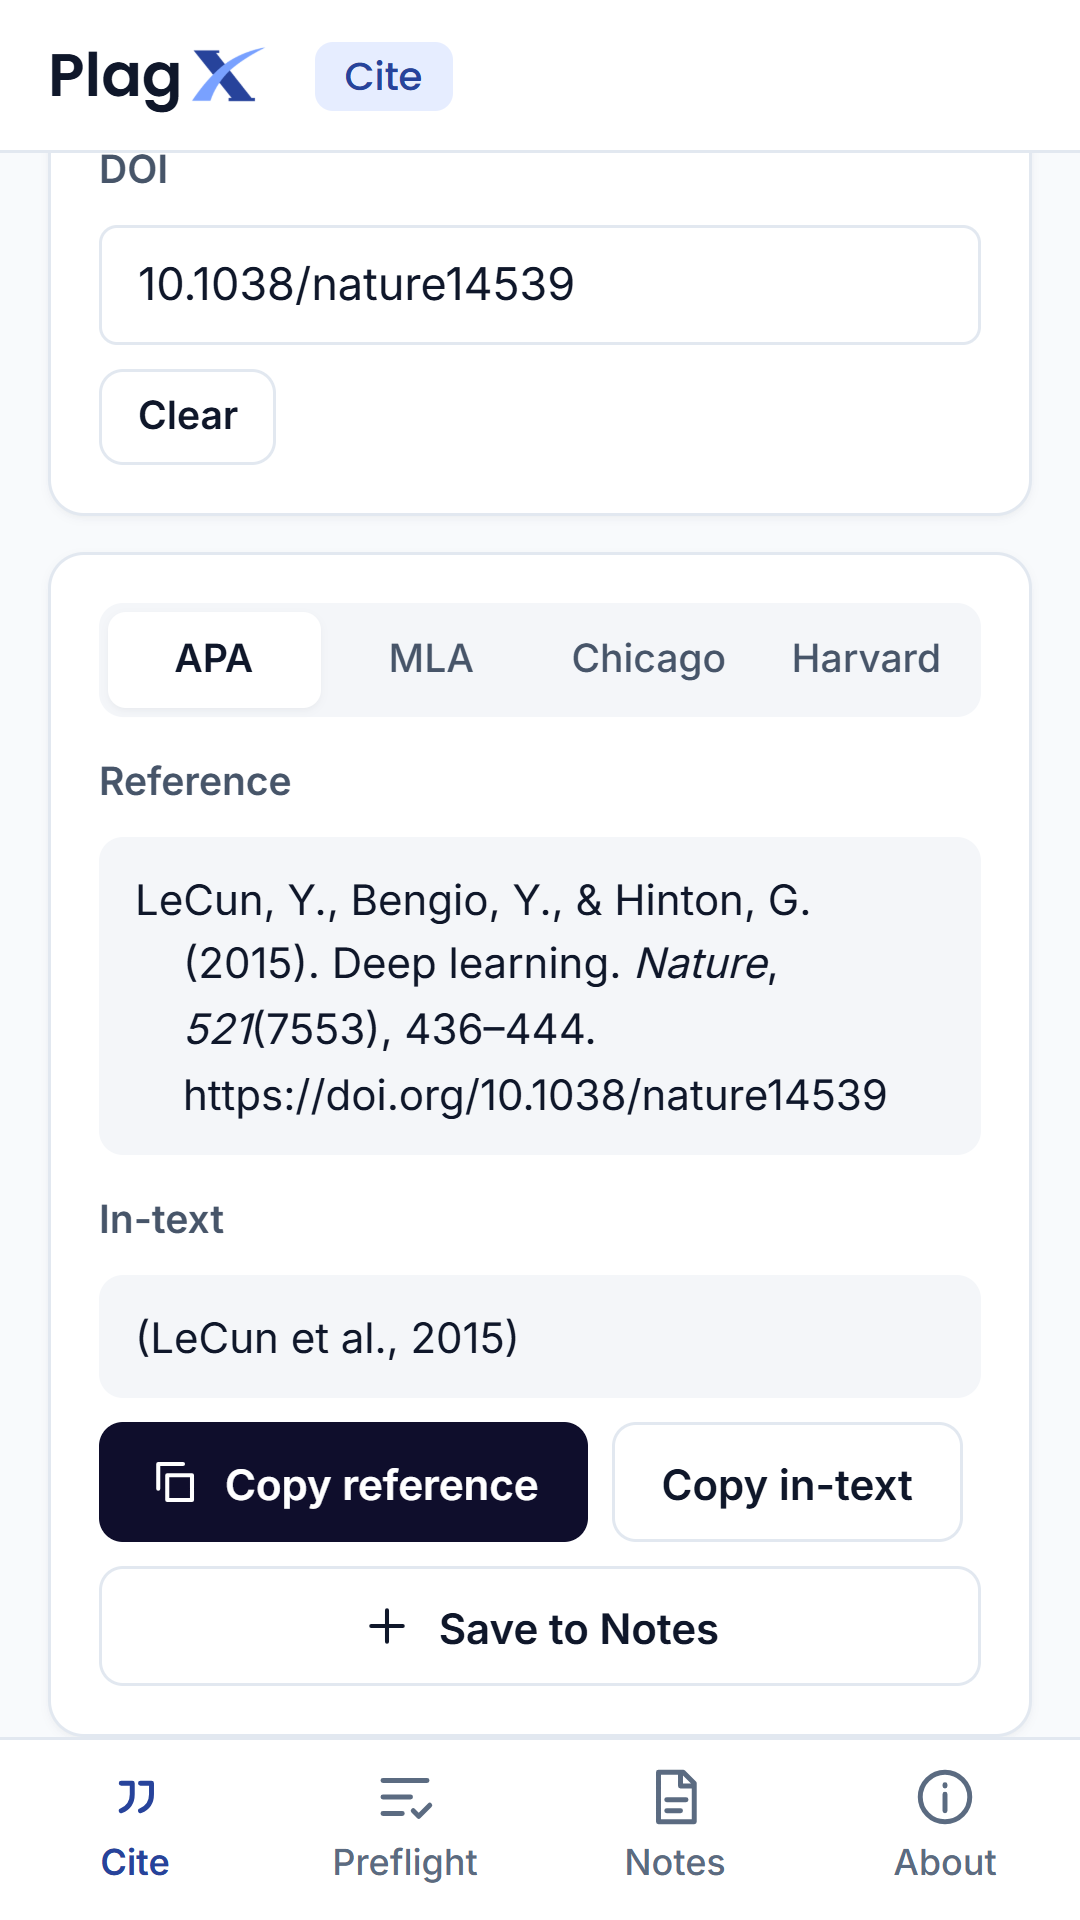 PlagX Cite
DOI
10.1038/nature14539
Clear
APA MLA Chicago Harvard
Reference
LeCun, Y., Bengio, Y., & Hinton, G.
(2015). Deep learning. Nature,
521(7553), 436–444.
https://doi.org/10.1038/nature14539
In-text
(LeCun et al., 2015)
Copy reference Copy in-text
Save to Notes
Cite Preflight Notes About